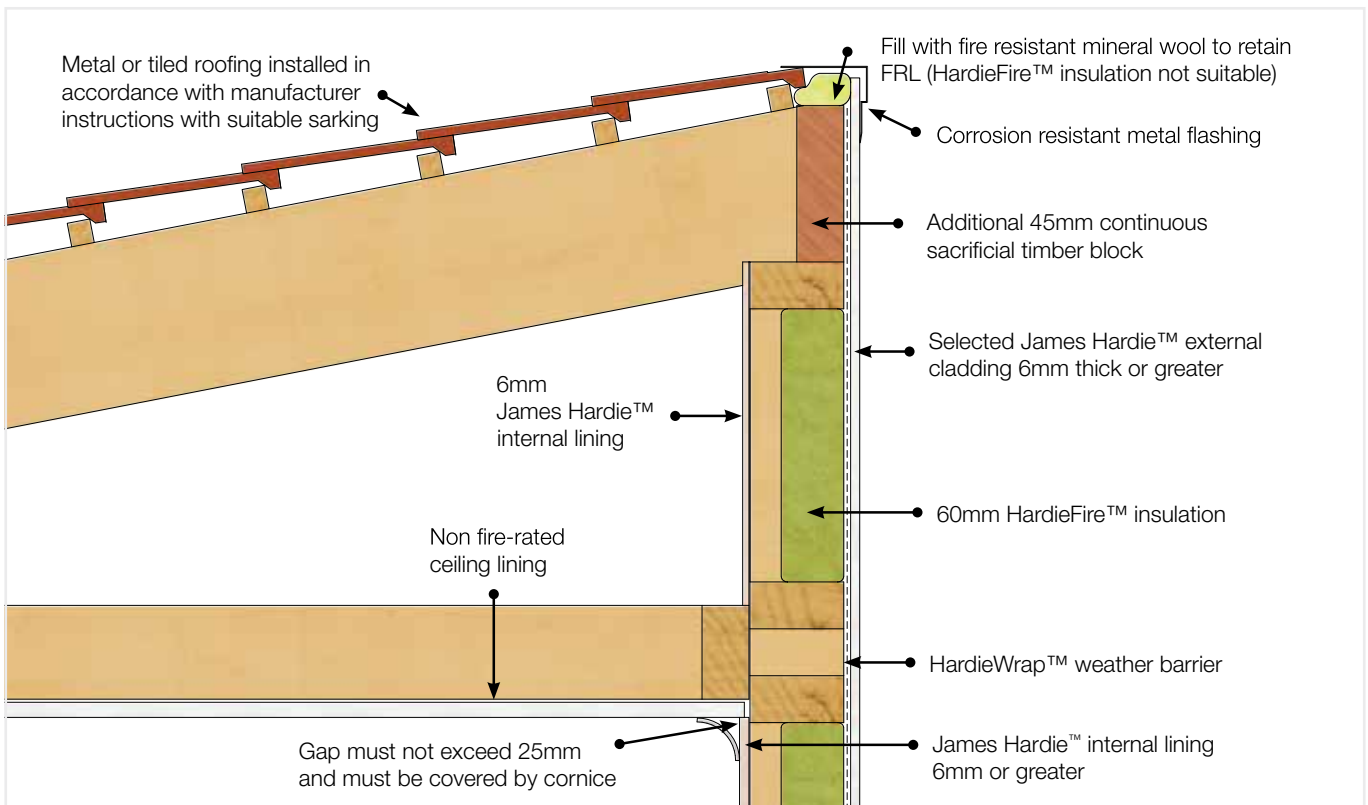 Metal or tiled roofing installed in
accordance with manufacturer
instructions with suitable sarking
Fill with fire resistant mineral wool to retain
FRL (HardieFire™ insulation not suitable)
Corrosion resistant metal flashing
Additional 45mm continuous
sacrificial timber block
Selected James Hardie™ external
cladding 6mm thick or greater
6mm
James Hardie™
internal lining
60mm HardieFire™ insulation
Non fire-rated
ceiling lining
HardieWrap™ weather barrier
Gap must not exceed 25mm
and must be covered by cornice
James Hardie™ internal lining
6mm or greater